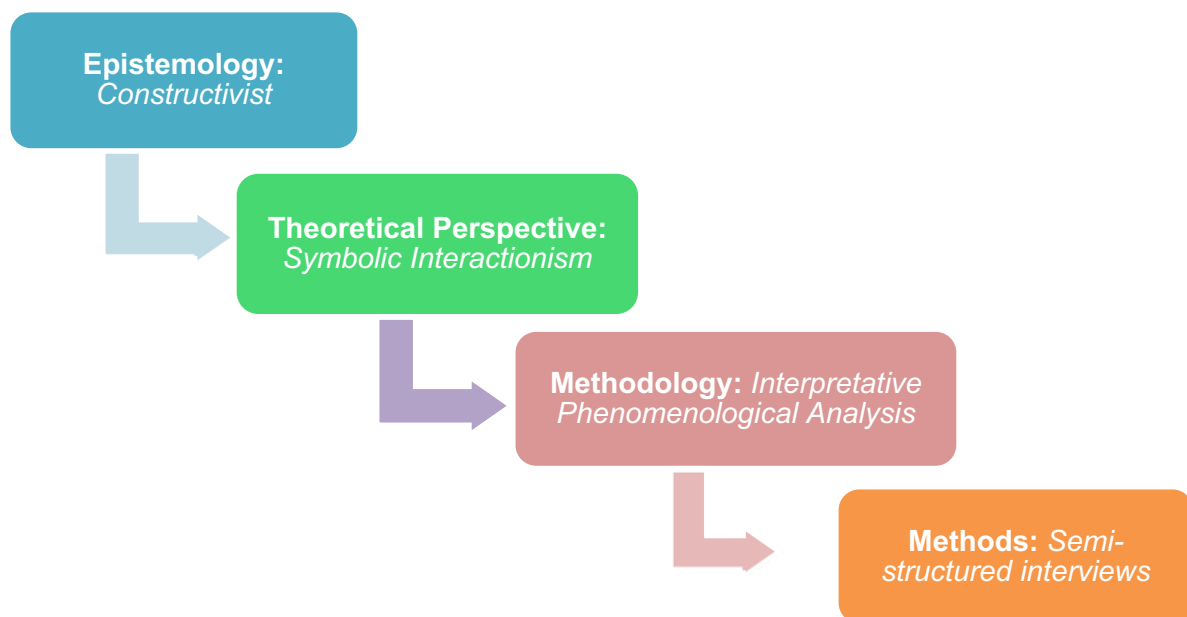 Epistemology:
Constructivist
Theoretical Perspective:
Symbolic Interactionism
Methodology: Interpretative
Phenomenological Analysis
Methods: Semi-
structured interviews